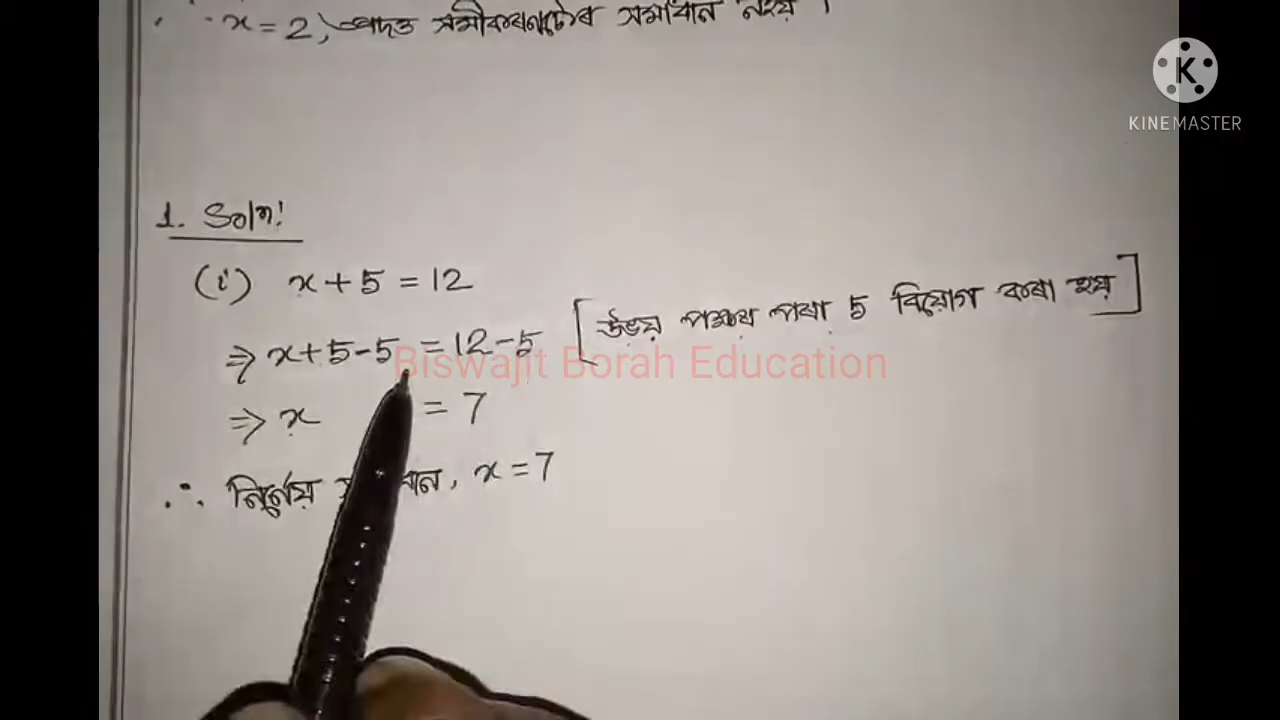 ∴ x = 2, প্ৰদত্ত সমীকৰণটোৰ সমাধান নহয় ।
KINEMASTER
1. Soln:
(i) x + 5 = 12
⇒ x + 5 - 5 = 12 - 5 [উভয় পক্ষৰ পৰা 5 বিয়োগ কৰা হয়]
Biswajit Borah Education
⇒ x = 7
∴ নিৰ্ণেয় , x = 7